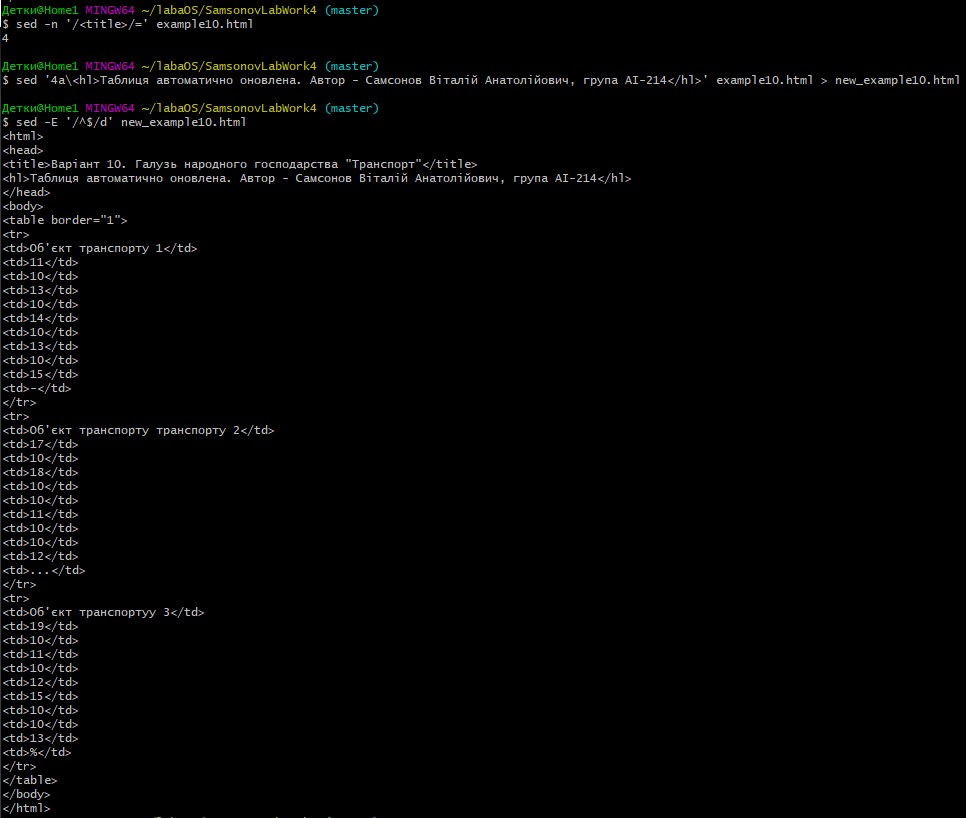 Детки@Home1 MINGW64 ~/labaOS/SamsonovLabWork4 (master)
$ sed -n '/<title>/=' example10.html
4
Детки@Home1 MINGW64 ~/labaOS/SamsonovLabWork4 (master)
$ sed '4a\<hl>Таблиця автоматично оновлена. Автор - Самсонов Віталій Анатолійович, група АІ-214</hl>' example10.html > new_example10.html
Детки@Home1 MINGW64 ~/labaOS/SamsonovLabWork4 (master)
$ sed -E '/^$/d' new_example10.html
<html>
<head>
<title>Варіант 10. Галузь народного господарства "Транспорт"</title>
<hl>Таблиця автоматично оновлена. Автор - Самсонов Віталій Анатолійович, група АІ-214</hl>
</head>
<body>
<table border="1">
<tr>
<td>Об'єкт транспорту 1</td>
<td>11</td>
<td>10</td>
<td>13</td>
<td>10</td>
<td>14</td>
<td>10</td>
<td>13</td>
<td>10</td>
<td>15</td>
<td>-</td>
</tr>
<tr>
<td>Об'єкт транспорту транспорту 2</td>
<td>17</td>
<td>10</td>
<td>18</td>
<td>10</td>
<td>10</td>
<td>11</td>
<td>10</td>
<td>10</td>
<td>12</td>
<td>...</td>
</tr>
<tr>
<td>Об'єкт транспортуу 3</td>
<td>19</td>
<td>10</td>
<td>11</td>
<td>10</td>
<td>12</td>
<td>15</td>
<td>10</td>
<td>10</td>
<td>13</td>
<td>%</td>
</tr>
</table>
</body>
</html>